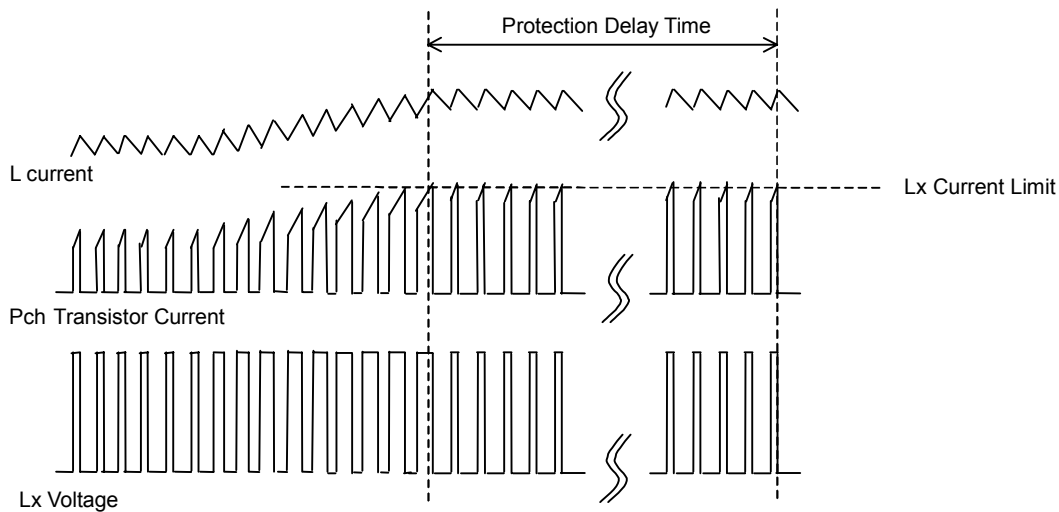 Protection Delay Time
L current
Lx Current Limit
Pch Transistor Current
Lx Voltage